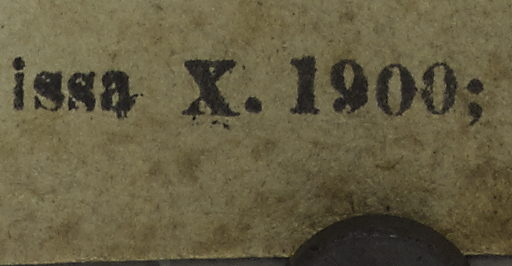 issa X. 1900;